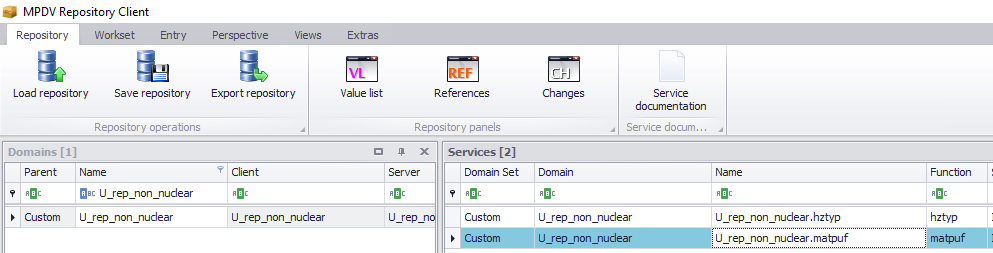 MPDV Repository Client
Repository Workset Entry Perspective Views Extras
VL REF CH
Load repository Save repository Export repository Value list References Changes Service
documentation
Repository operations Repository panels Service docum...
Domains [1] Services [2]
Parent Name Client Server Domain Set Domain Name Function
ABC ABC U_rep_non_nuclear ABC ABC ABC ABC ABC ABC
Custom U_rep_non_nuclear U_rep_non_nuclear U_rep_no Custom U_rep_non_nuclear U_rep_non_nuclear.hztyp hztyp
Custom U_rep_non_nuclear U_rep_non_nuclear.matpuf matpuf